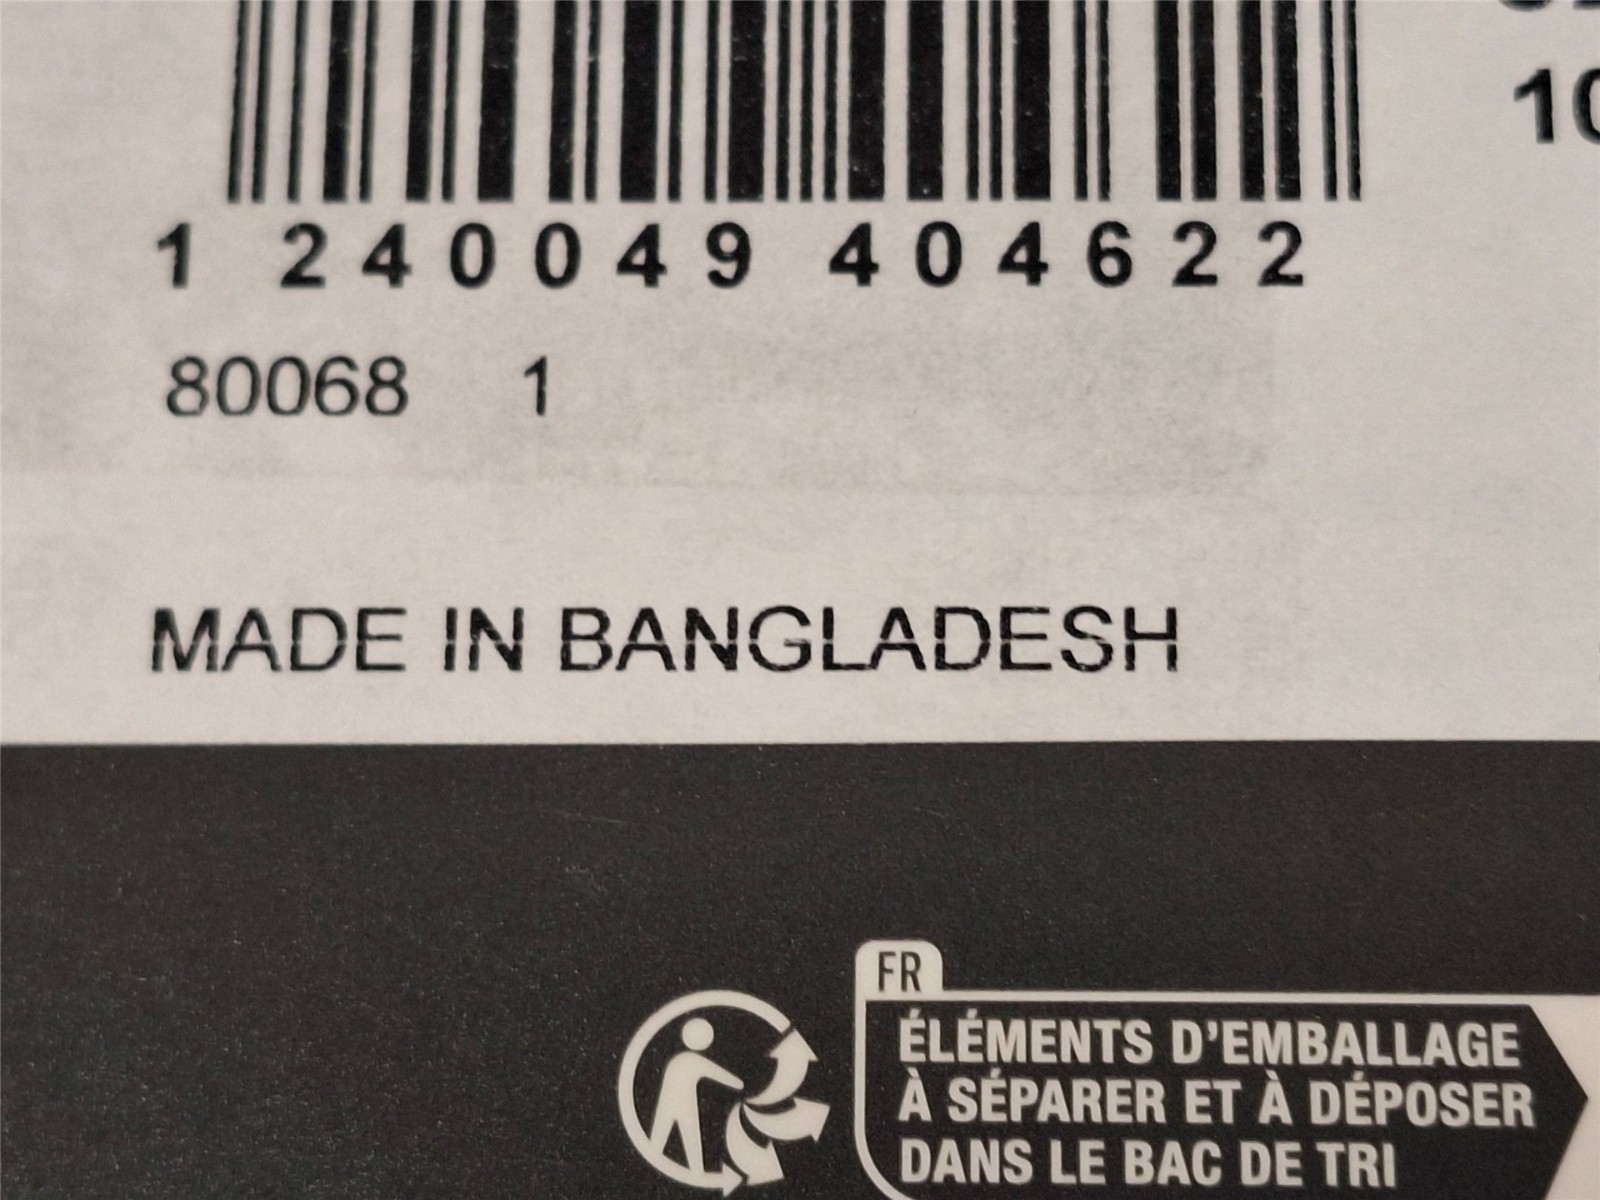 10
1 240049 404622
80068 1
MADE IN BANGLADESH
FR
ÉLÉMENTS D'EMBALLAGE
À SÉPARER ET À DÉPOSER
DANS LE BAC DE TRI